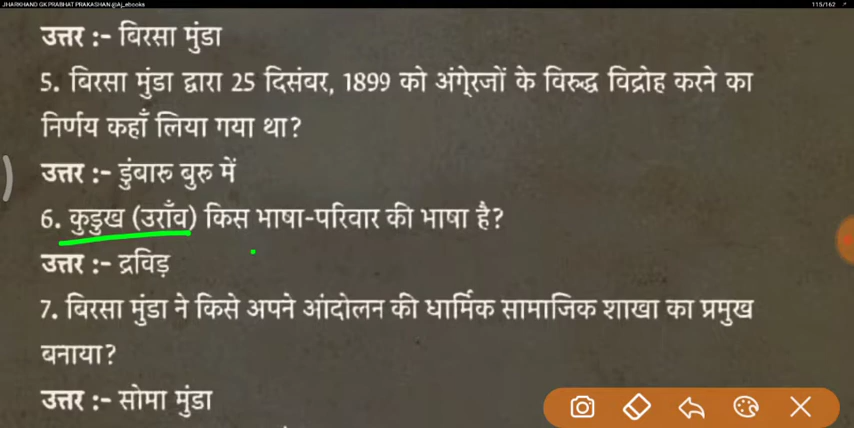 JHARKHAND GK PRABHAT PRAKASHAN @Aj_ebooks
115/162
उत्तर :- बिरसा मुंडा
5. बिरसा मुंडा द्वारा 25 दिसंबर, 1899 को अंगे्रजों के विरुद्ध विद्रोह करने का
निर्णय कहाँ लिया गया था?
उत्तर :- डुंबारू बुरू में
6. कुडुख (उराँव) किस भाषा-परिवार की भाषा है?
उत्तर :- द्रविड़
7. बिरसा मुंडा ने किसे अपने आंदोलन की धार्मिक सामाजिक शाखा का प्रमुख
बनाया?
उत्तर :- सोमा मुंडा